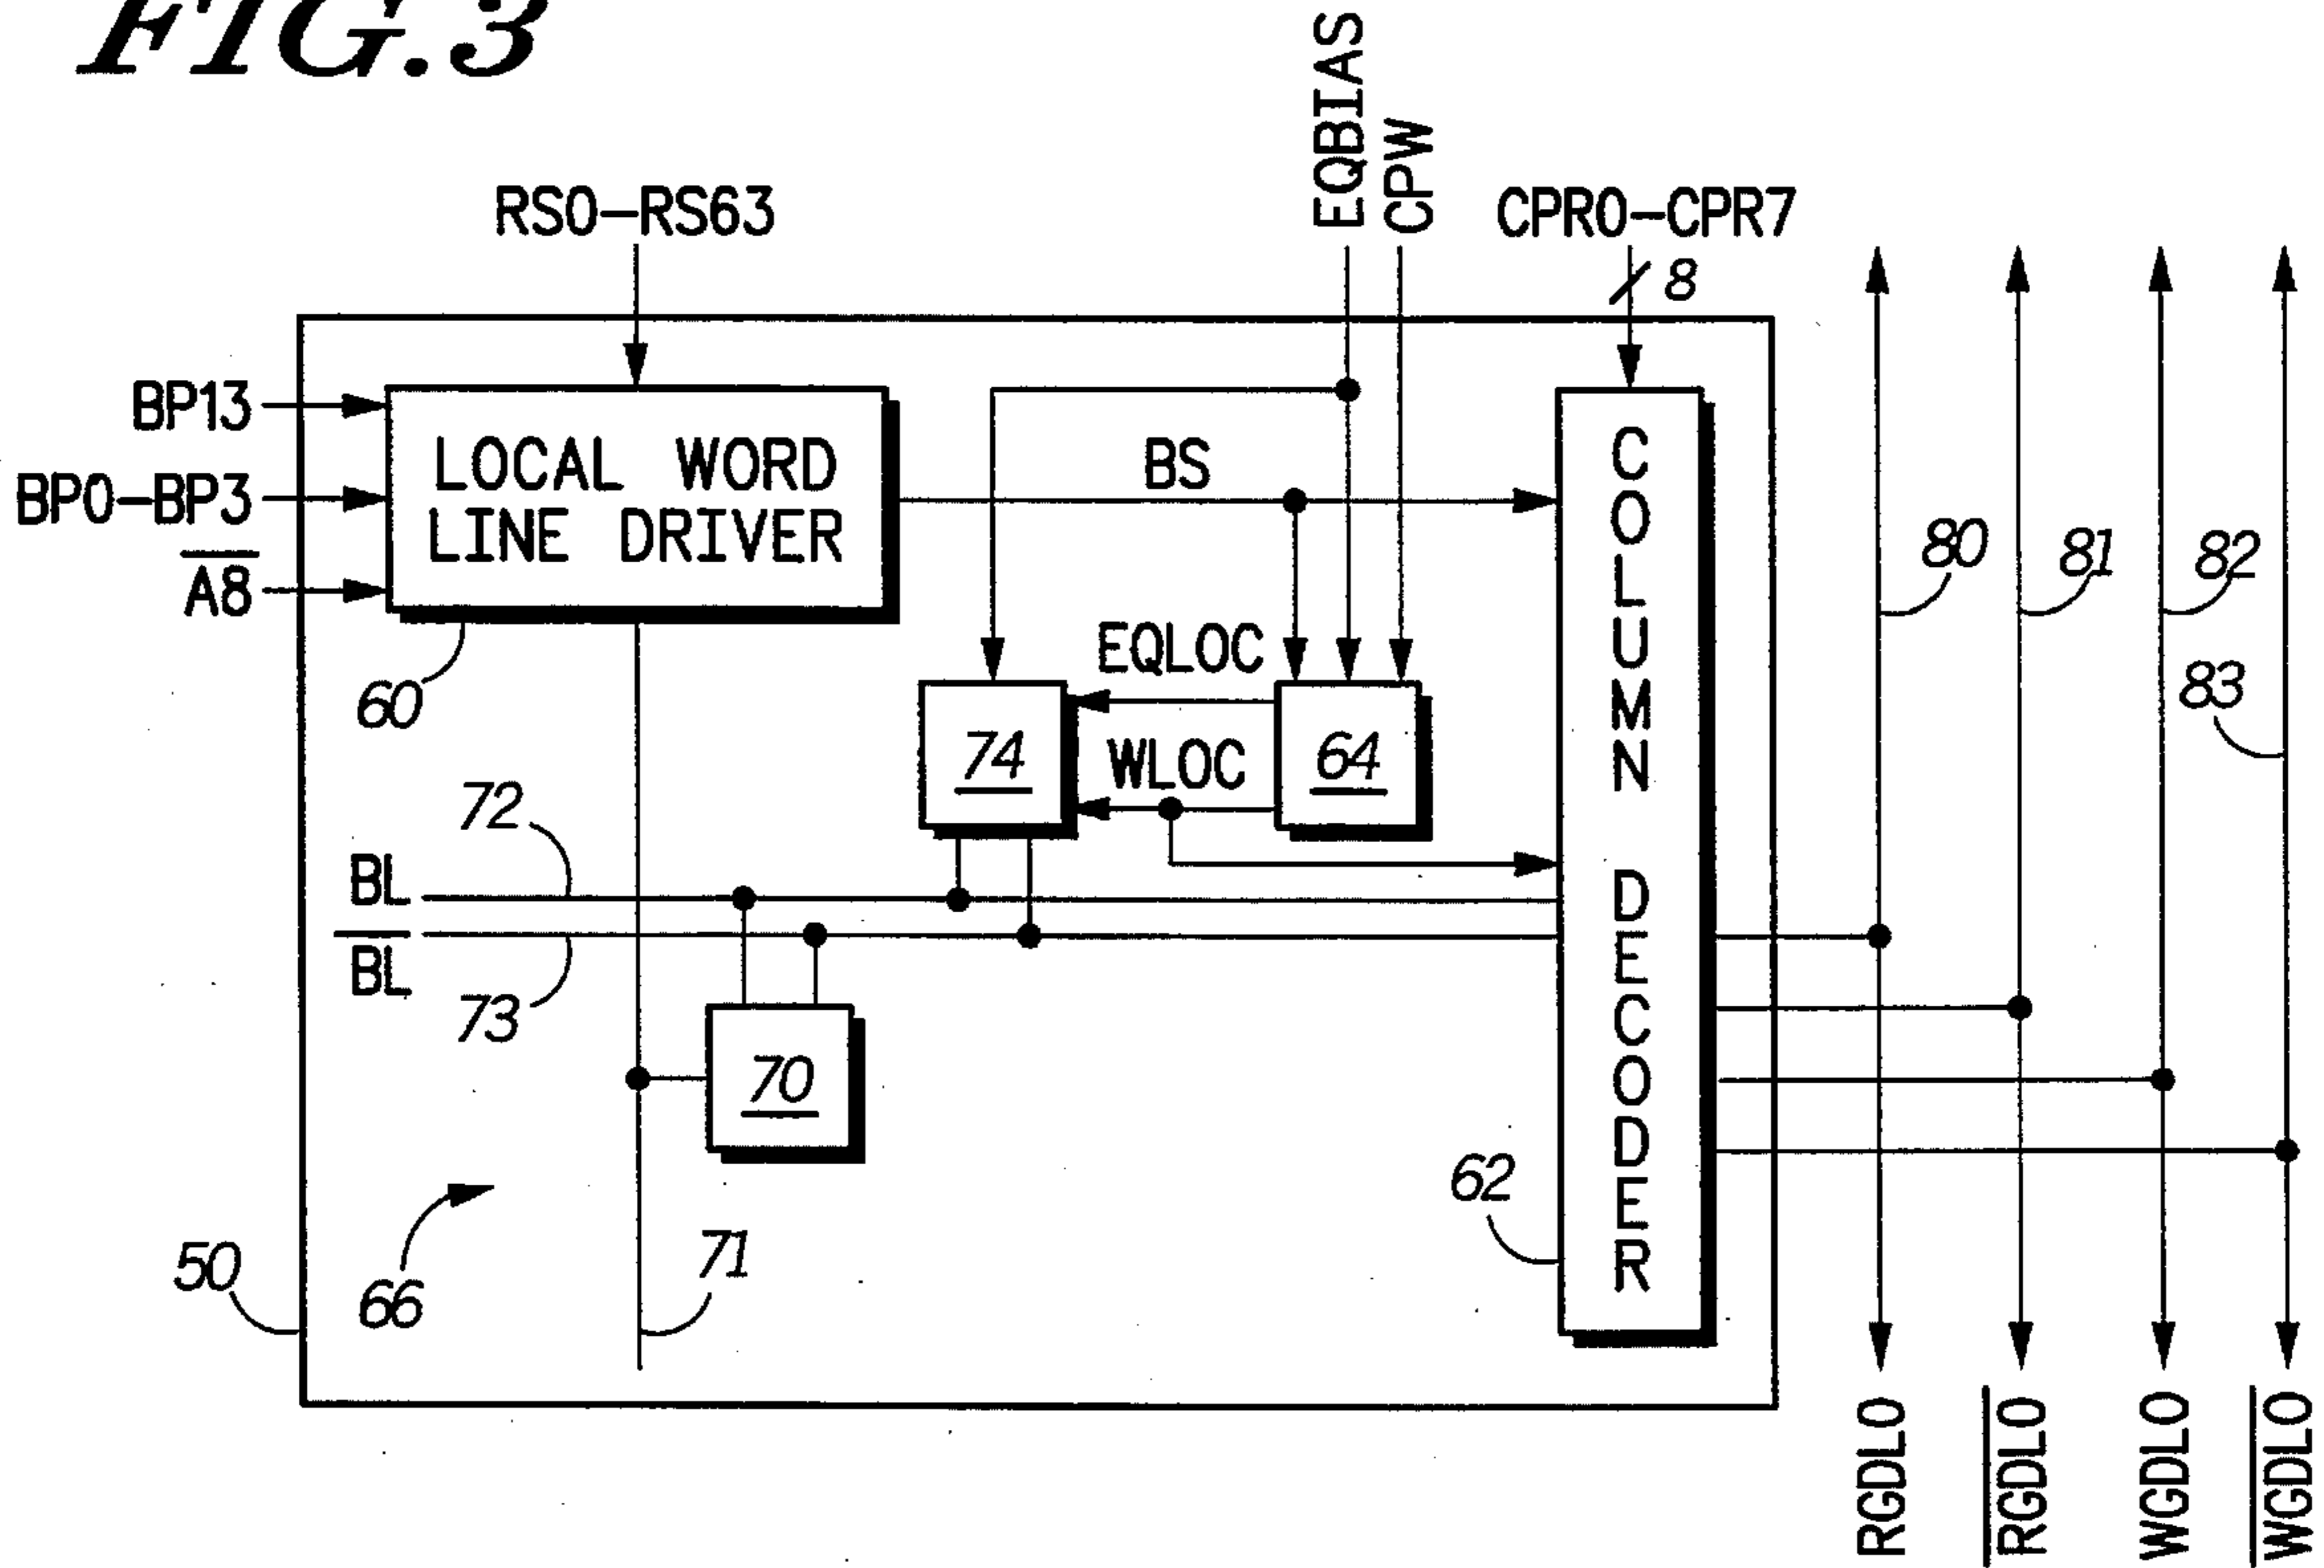 FIG.3
EQBIAS
CPW
RS0-RS63
CPR0-CPR7
8
BP13
BP0-BP3
A8
LOCAL WORD
LINE DRIVER
BS
COLUMN DECODER
80
81
82
83
60
EQLOC
WLOC
74
64
72
BL
BL
73
70
62
50
66
71
RGDL0
RGDL0
WGDL0
WGDL0